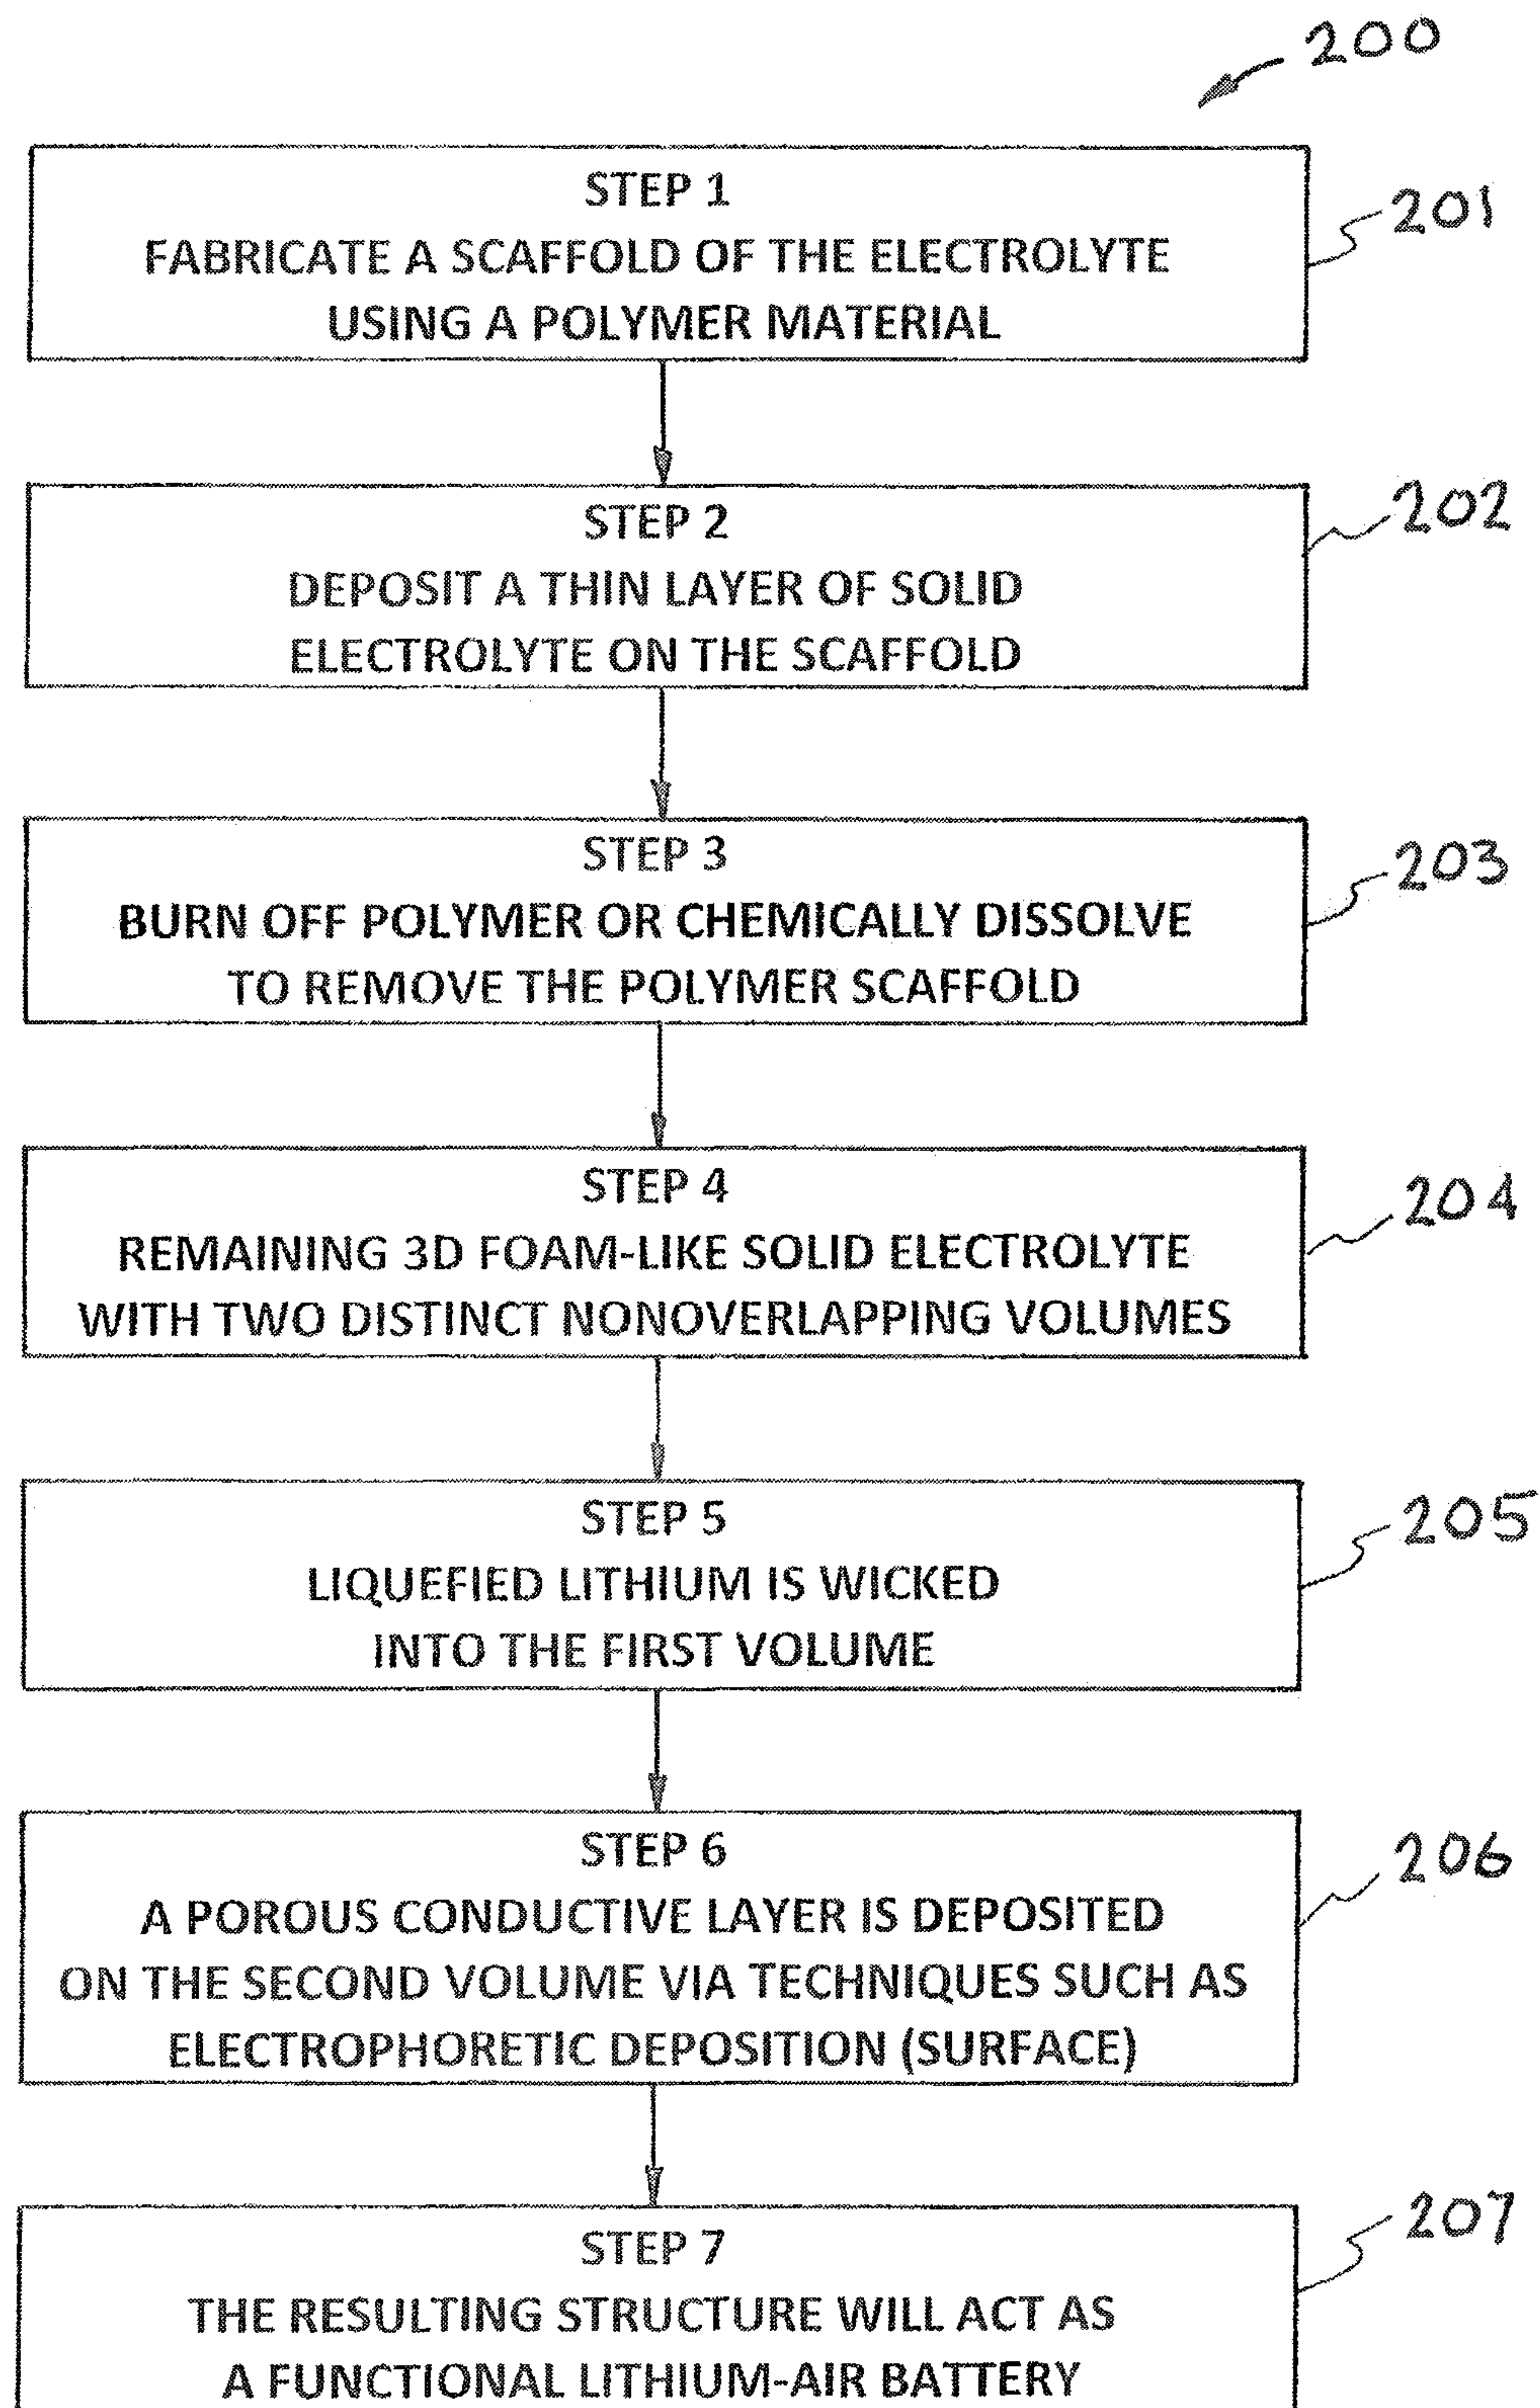 200
STEP 1
FABRICATE A SCAFFOLD OF THE ELECTROLYTE
USING A POLYMER MATERIAL
201
STEP 2
DEPOSIT A THIN LAYER OF SOLID
ELECTROLYTE ON THE SCAFFOLD
202
STEP 3
BURN OFF POLYMER OR CHEMICALLY DISSOLVE
TO REMOVE THE POLYMER SCAFFOLD
203
STEP 4
REMAINING 3D FOAM-LIKE SOLID ELECTROLYTE
WITH TWO DISTINCT NONOVERLAPPING VOLUMES
204
STEP 5
LIQUEFIED LITHIUM IS WICKED
INTO THE FIRST VOLUME
205
STEP 6
A POROUS CONDUCTIVE LAYER IS DEPOSITED
ON THE SECOND VOLUME VIA TECHNIQUES SUCH AS
ELECTROPHORETIC DEPOSITION (SURFACE)
206
STEP 7
THE RESULTING STRUCTURE WILL ACT AS
A FUNCTIONAL LITHIUM-AIR BATTERY
207